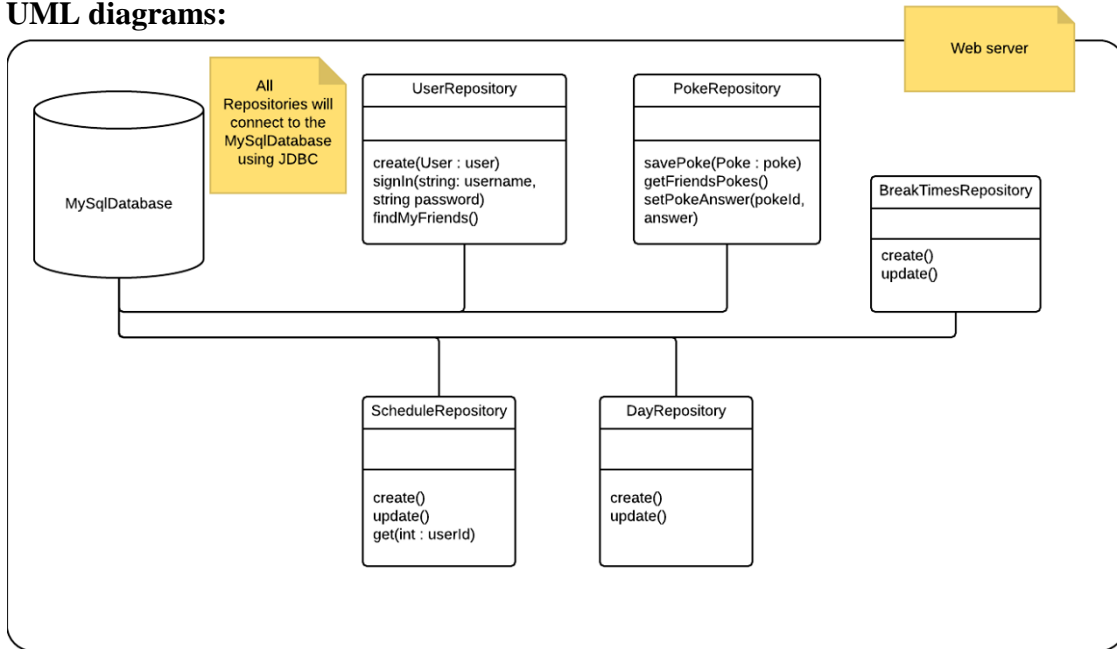 UML diagrams:
Web server
All
Repositories will
connect to the
MySqlDatabase
using JDBC
MySqlDatabase
UserRepository
create(User : user)
signIn(string: username,
string password)
findMyFriends()
PokeRepository
savePoke(Poke : poke)
getFriendsPokes()
setPokeAnswer(pokeId,
answer)
BreakTimesRepository
create()
update()
ScheduleRepository
create()
update()
get(int : userId)
DayRepository
create()
update()